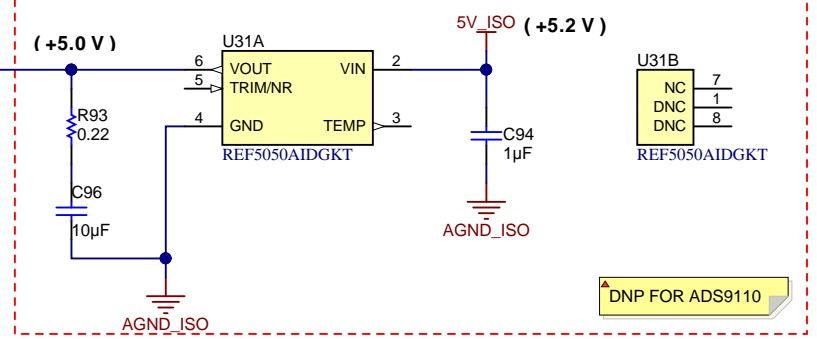 ( +5.0 V )
U31A
5V_ISO ( +5.2 V )
6 VOUT VIN 2
5 TRIM/NR
4 GND TEMP 3
REF5050AIDGKT
R93
0.22
C96
10µF
AGND_ISO
C94
1µF
AGND_ISO
U31B
NC 7
DNC 1
DNC 8
REF5050AIDGKT
DNP FOR ADS9110